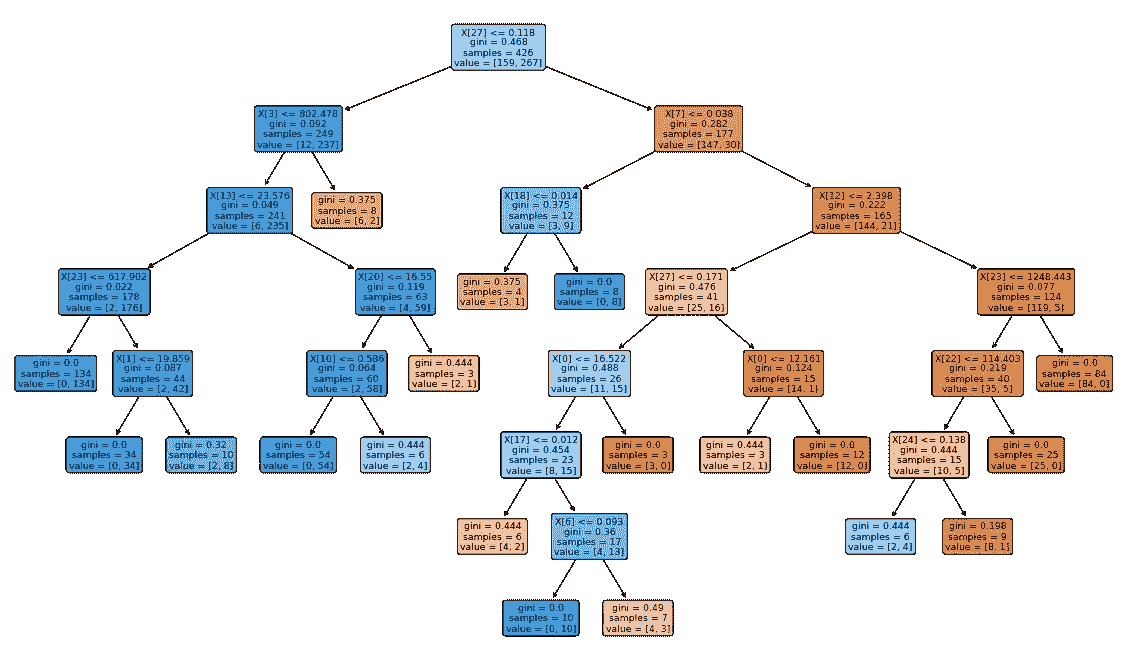 X[27] <= 0.118
gini = 0.468
samples = 426
value = [159, 267]
X[3] <= 802.478
gini = 0.092
samples = 249
value = [12, 237]
X[7] <= 0.038
gini = 0.282
samples = 177
value = [147, 30]
X[13] <= 23.576
gini = 0.049
samples = 241
value = [6, 235]
gini = 0.375
samples = 8
value = [6, 2]
X[18] <= 0.014
gini = 0.375
samples = 12
value = [3, 9]
X[12] <= 2.398
gini = 0.222
samples = 165
value = [144, 21]
X[23] <= 617.902
gini = 0.022
samples = 178
value = [2, 176]
X[20] <= 16.55
gini = 0.119
samples = 63
value = [4, 59]
gini = 0.375
samples = 4
value = [3, 1]
gini = 0.0
samples = 8
value = [0, 8]
X[27] <= 0.171
gini = 0.476
samples = 41
value = [25, 16]
X[23] <= 1248.443
gini = 0.077
samples = 124
value = [119, 5]
gini = 0.0
samples = 134
value = [0, 134]
X[1] <= 19.859
gini = 0.087
samples = 44
value = [2, 42]
X[10] <= 0.586
gini = 0.064
samples = 60
value = [2, 58]
gini = 0.444
samples = 3
value = [2, 1]
X[0] <= 16.522
gini = 0.488
samples = 26
value = [11, 15]
X[0] <= 12.161
gini = 0.124
samples = 15
value = [14, 1]
X[22] <= 114.403
gini = 0.219
samples = 40
value = [35, 5]
gini = 0.0
samples = 84
value = [84, 0]
gini = 0.0
samples = 34
value = [0, 34]
gini = 0.32
samples = 10
value = [2, 8]
gini = 0.0
samples = 54
value = [0, 54]
gini = 0.444
samples = 6
value = [2, 4]
X[17] <= 0.012
gini = 0.454
samples = 23
value = [8, 15]
gini = 0.0
samples = 3
value = [3, 0]
gini = 0.444
samples = 3
value = [2, 1]
gini = 0.0
samples = 12
value = [12, 0]
X[24] <= 0.138
gini = 0.444
samples = 15
value = [10, 5]
gini = 0.0
samples = 25
value = [25, 0]
gini = 0.444
samples = 6
value = [4, 2]
X[6] <= 0.093
gini = 0.36
samples = 17
value = [4, 13]
gini = 0.444
samples = 6
value = [2, 4]
gini = 0.198
samples = 9
value = [8, 1]
gini = 0.0
samples = 10
value = [0, 10]
gini = 0.49
samples = 7
value = [4, 3]